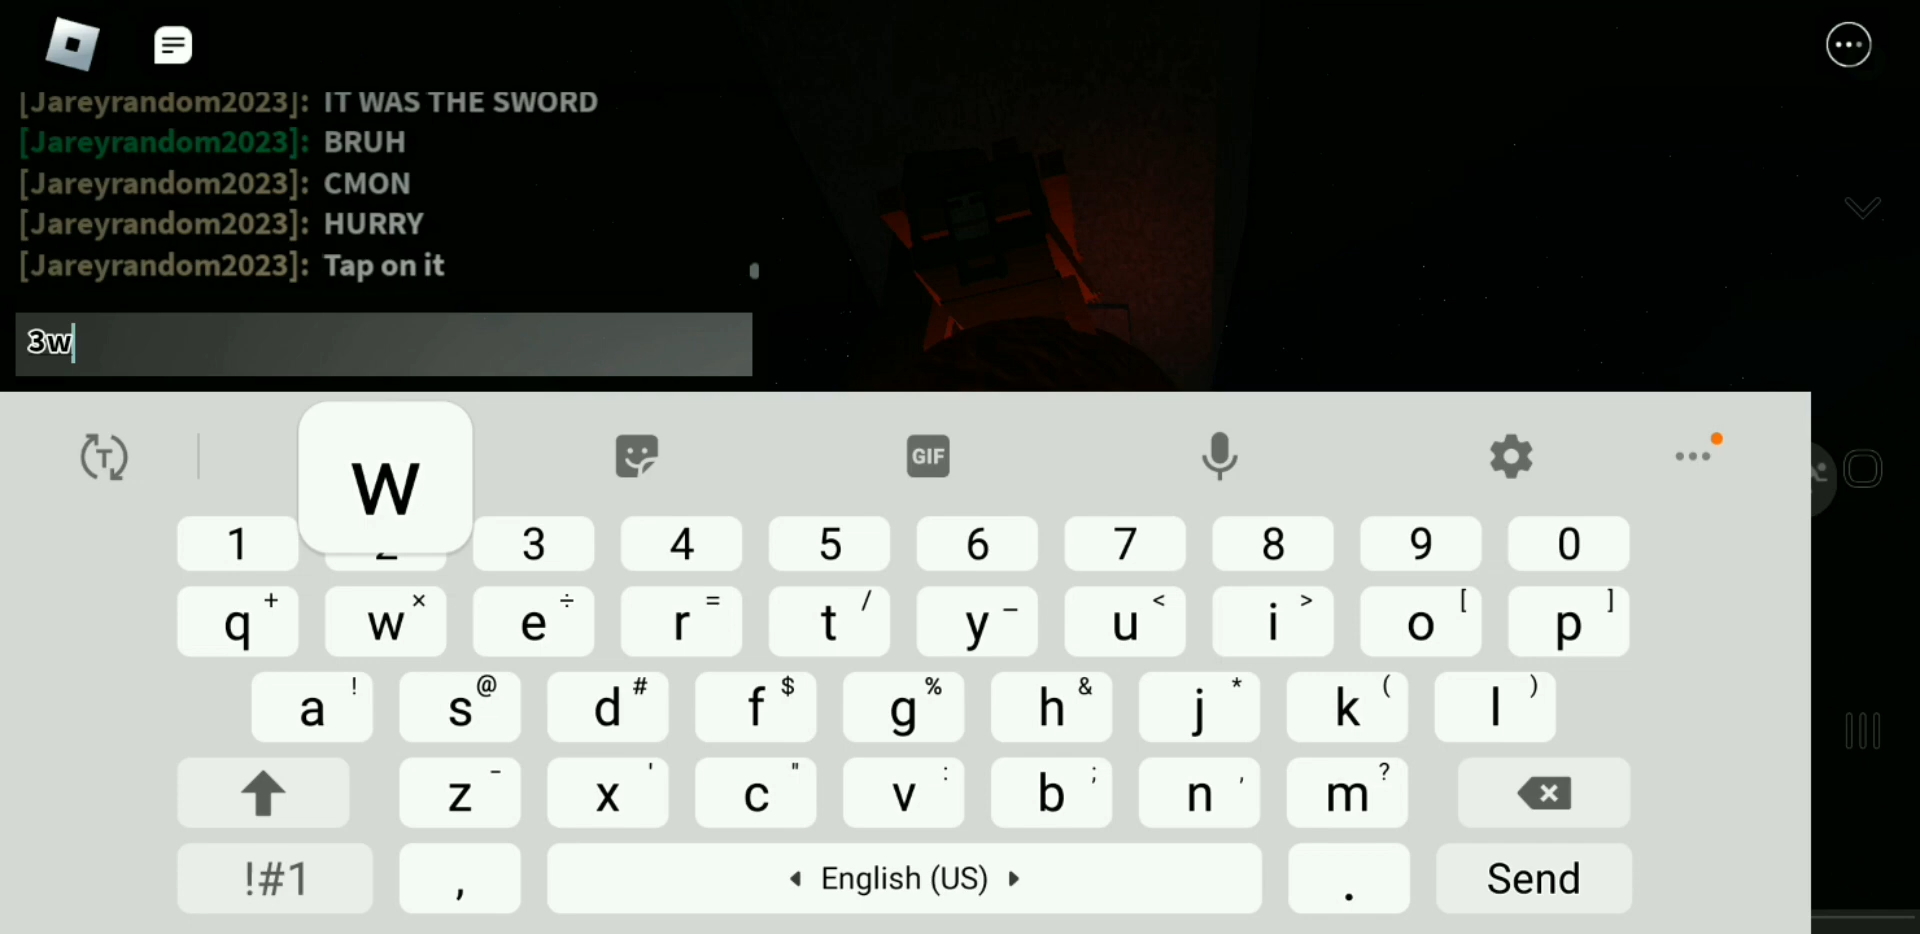 [Jareyrandom2023]: IT WAS THE SWORD
[Jareyrandom2023]: BRUH
[Jareyrandom2023]: CMON
[Jareyrandom2023]: HURRY
[Jareyrandom2023]: Tap on it
3w
T
w
GIF
1 2 3 4 5 6 7 8 9 0
q + w × e ÷ r = t / y _ u < i > o [ p ]
a ! s @ d # f $ g % h & j * k ( l )
z - x ' c " v : b ; n , m ?
!#1 , English (US) . Send